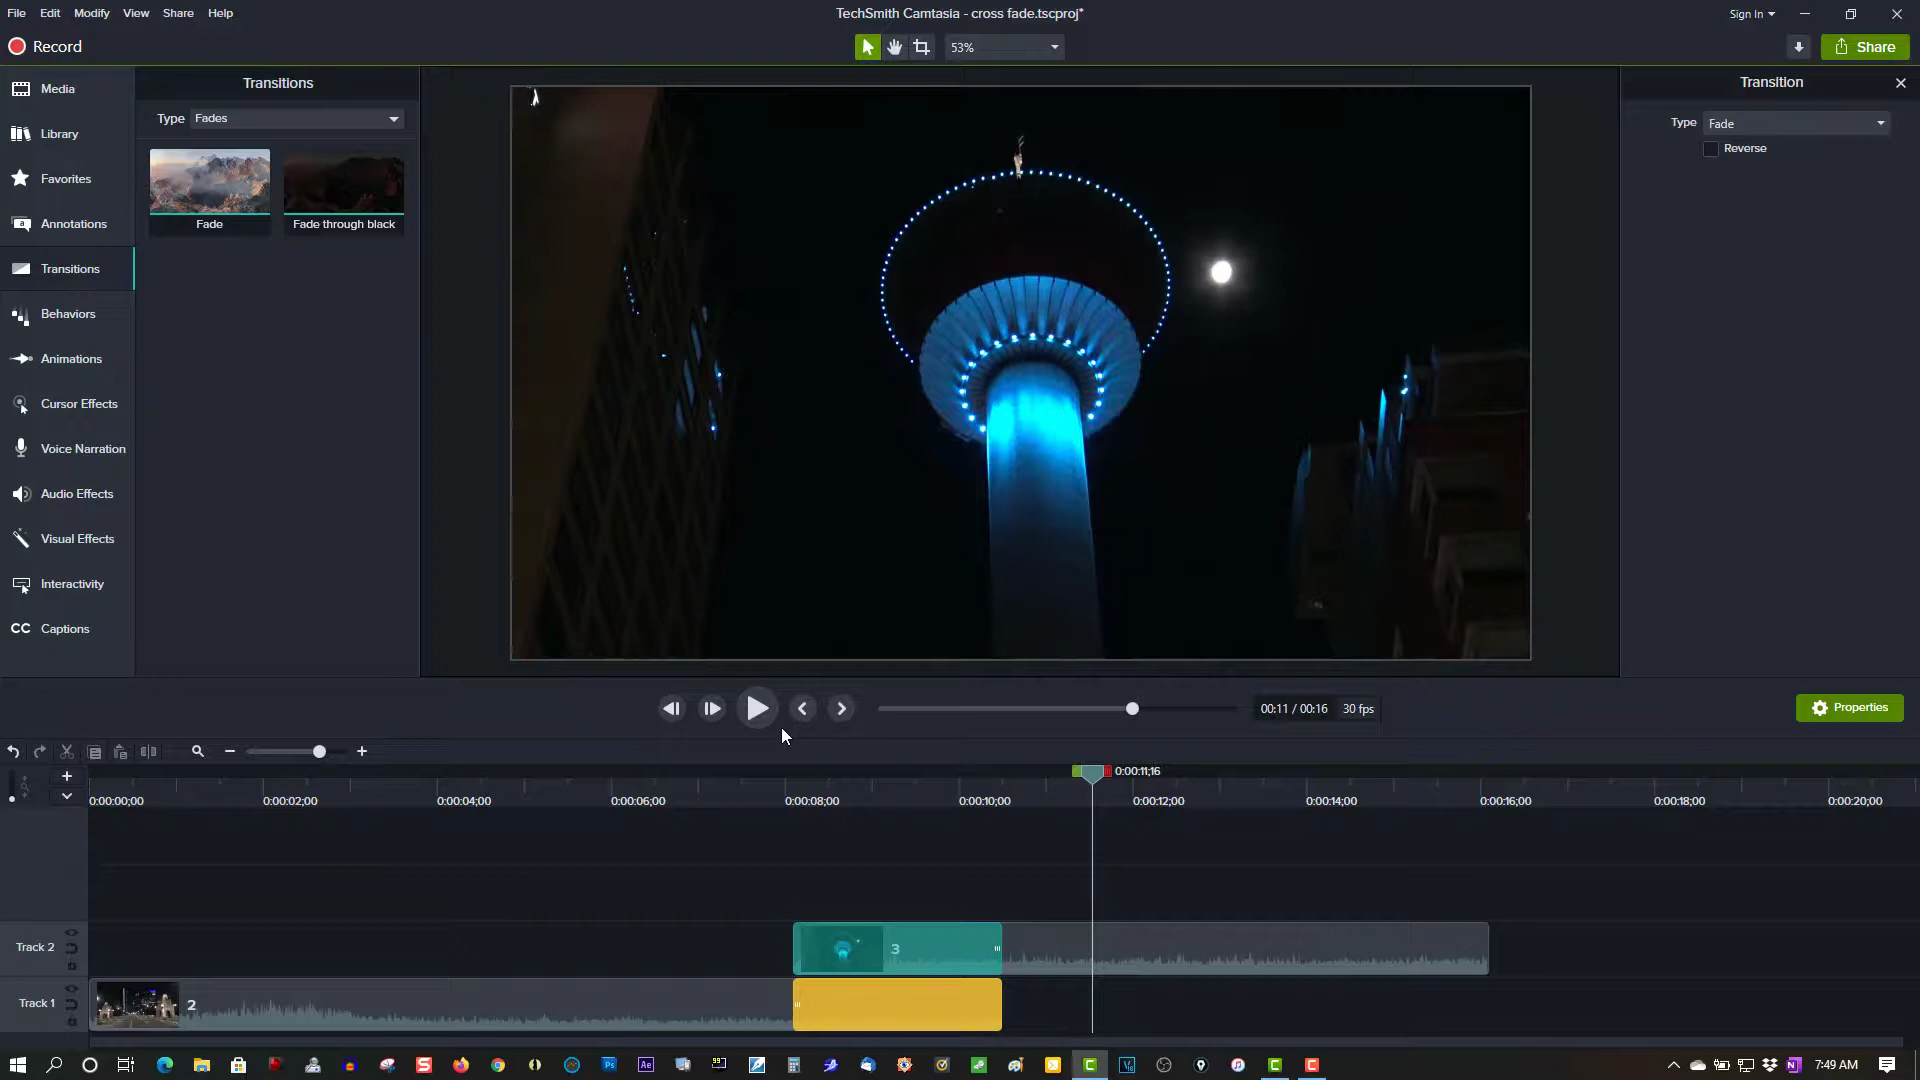 File Edit Modify View Share Help
TechSmith Camtasia - cross fade.tscproj*
Sign In
Record
53%
Share
Media
Library
Favorites
Annotations
Transitions
Behaviors
Animations
Cursor Effects
Voice Narration
Audio Effects
Visual Effects
Interactivity
CC Captions
Transitions
Type Fades
Fade
Fade through black
Transition
Type Fade
Reverse
00:11 / 00:16 30 fps
Properties
0:00:11;16
0:00:00;00 0:00:02;00 0:00:04;00 0:00:06;00 0:00:08;00 0:00:10;00 0:00:12;00 0:00:14;00 0:00:16;00 0:00:18;00 0:00:20;00
Track 2
3
Track 1
2
7:49 AM